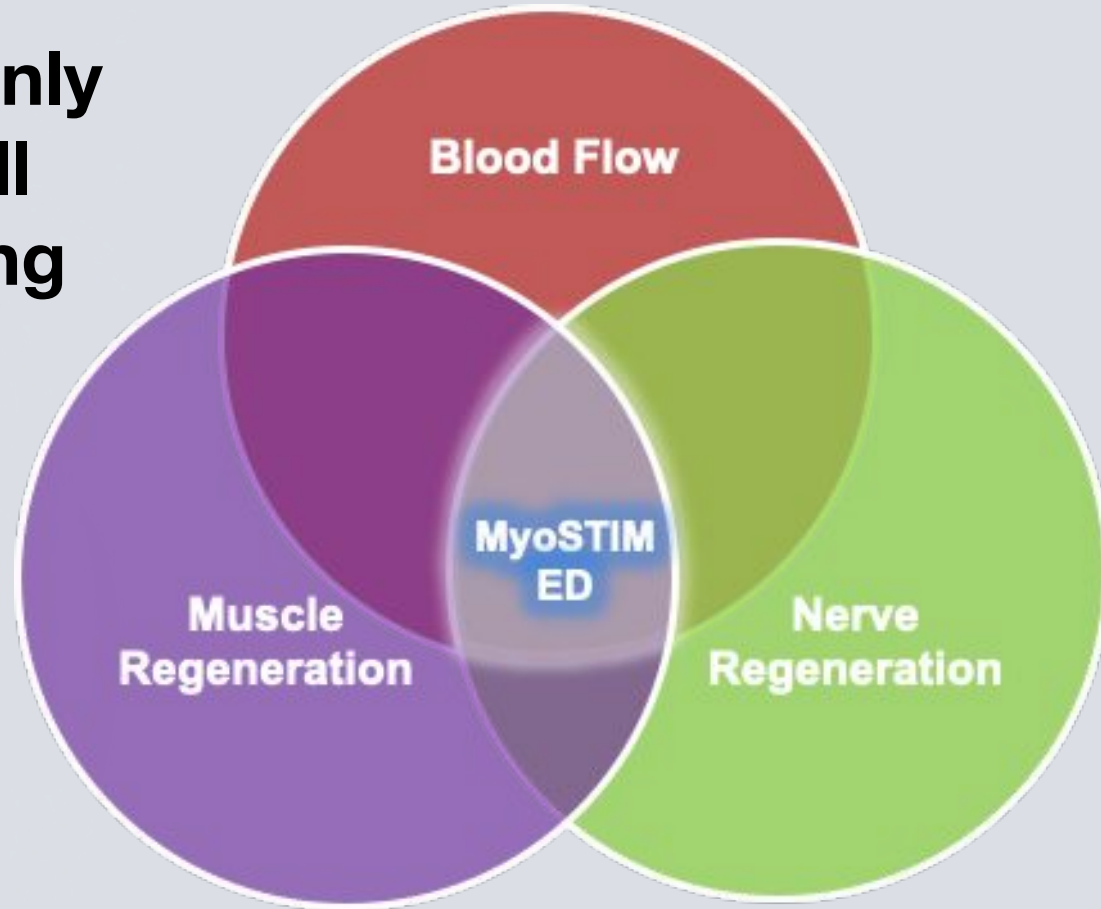 nly
ll
ng
Blood Flow
MyoSTIM
ED
Muscle
Regeneration
Nerve
Regeneration